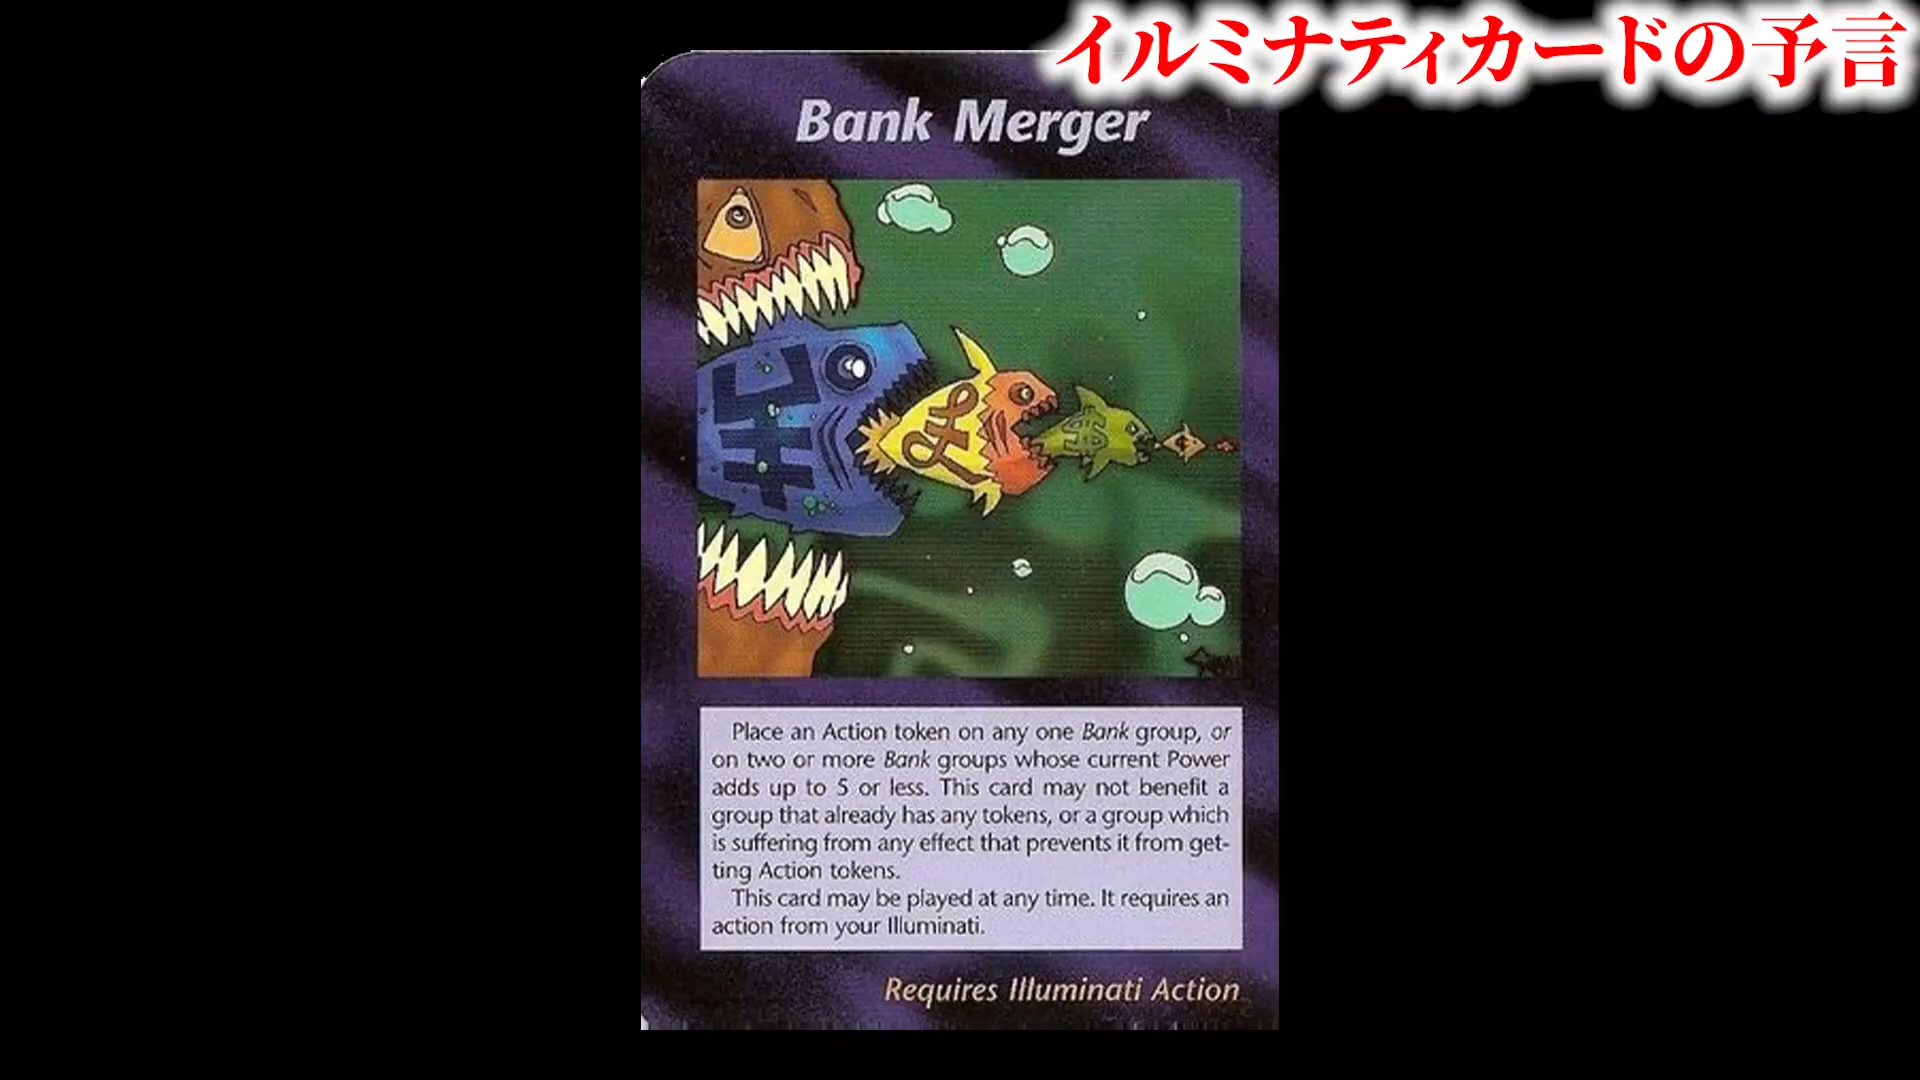 イルミナティカードの予言
Bank Merger
£
$
Place an Action token on any one Bank group, or
on two or more Bank groups whose current Power
adds up to 5 or less. This card may not benefit a
group that already has any tokens, or a group which
is suffering from any effect that prevents it from get-
ting Action tokens.
This card may be played at any time. It requires an
action from your Illuminati.
Requires Illuminati Action